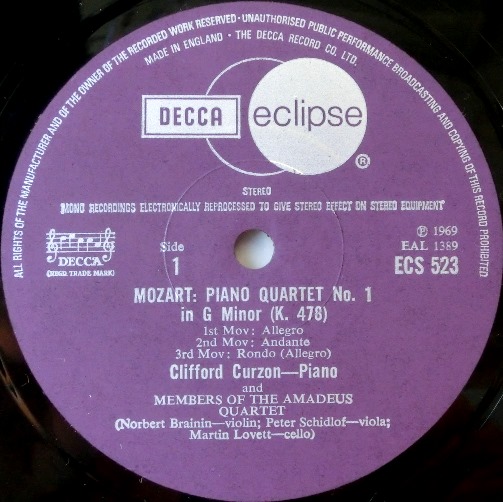 ALL RIGHTS OF THE MANUFACTURER AND OF THE OWNER OF THE RECORDED WORK RESERVED · UNAUTHORISED PUBLIC PERFORMANCE BROADCASTING AND COPYING OF THIS RECORD PROHIBITED
MADE IN ENGLAND · THE DECCA RECORD CO. LTD.
DECCA eclipse
®
STEREO
MONO RECORDINGS ELECTRONICALLY REPROCESSED TO GIVE STEREO EFFECT ON STEREO EQUIPMENT
DECCA
(REGD. TRADE MARK)
Side
1
℗ 1969
EAL 1389
ECS 523
MOZART: PIANO QUARTET No. 1
in G Minor (K. 478)
1st Mov: Allegro
2nd Mov: Andante
3rd Mov: Rondo (Allegro)
Clifford Curzon—Piano
and
MEMBERS OF THE AMADEUS
QUARTET
(Norbert Brainin—violin; Peter Schidlof—viola;
Martin Lovett—cello)